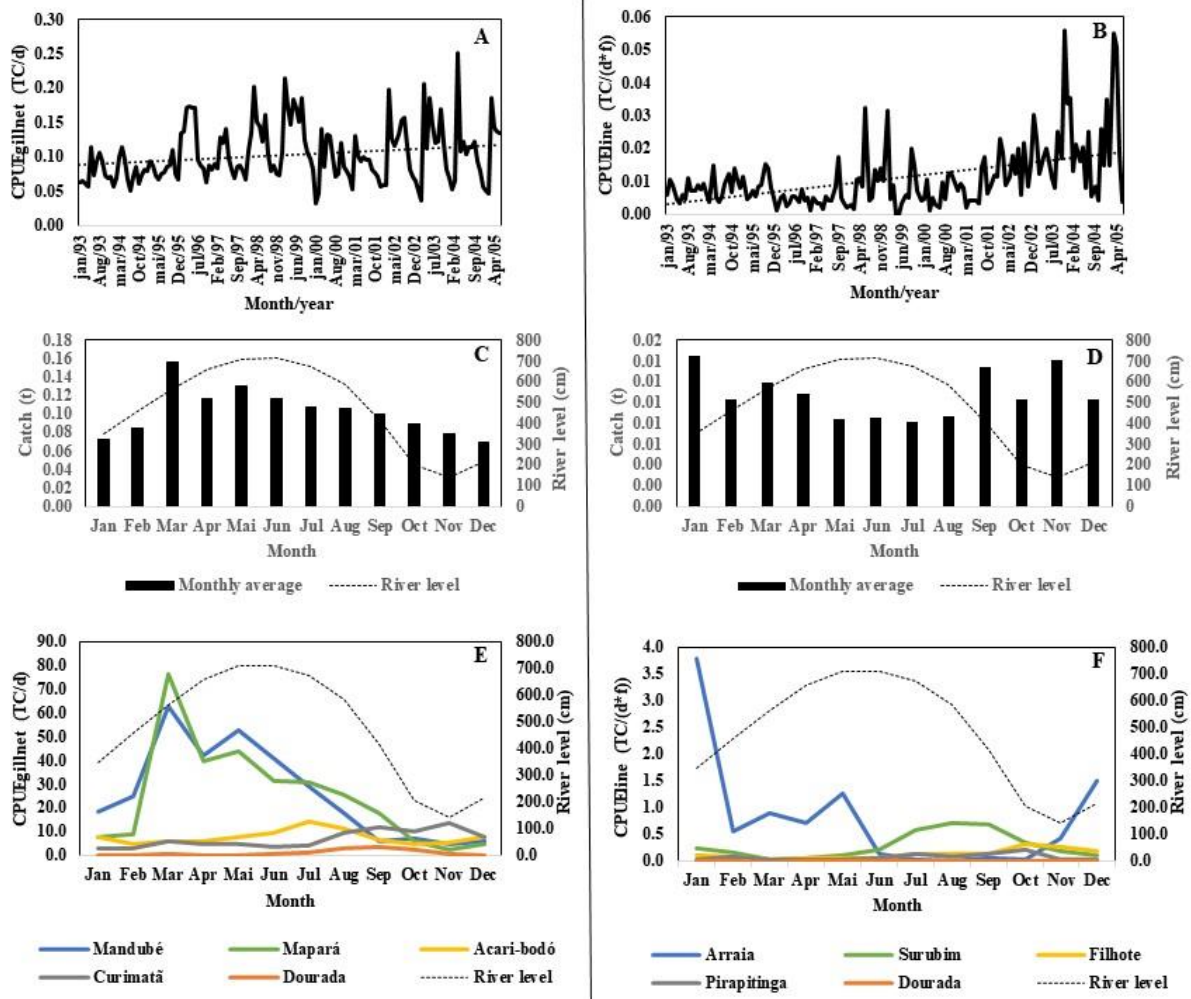 A
CPUEgillnet (TC/d)
0.30
0.25
0.20
0.15
0.10
0.05
0.00
jan/93
Aug/93
mar/94
Oct/94
mai/95
Dec/95
jul/96
Feb/97
Sep/97
Apr/98
nov/98
jun/99
jan/00
Aug/00
mar/01
Oct/01
mai/02
Dec/02
jul/03
Feb/04
Sep/04
Apr/05
Month/year
B
CPUEline (TC/(d*f)
0.06
0.05
0.04
0.03
0.02
0.01
0.00
jan/93
Aug/93
mar/94
Oct/94
mai/95
Dec/95
jul/96
Feb/97
Sep/97
Apr/98
nov/98
jun/99
jan/00
Aug/00
mar/01
Oct/01
mai/02
Dec/02
jul/03
Feb/04
Sep/04
Apr/05
Month/year
C
Catch (t)
0.18
0.16
0.14
0.12
0.10
0.08
0.06
0.04
0.02
0.00
800
700
600
500
400
300
200
100
0
River level (cm)
Jan Feb Mar Apr Mai Jun Jul Aug Sep Oct Nov Dec
Month
Monthly average River level
D
Catch (t)
0.02
0.01
0.01
0.01
0.01
0.01
0.00
0.00
0.00
800
700
600
500
400
300
200
100
0
River level (cm)
Jan Feb Mar Apr Mai Jun Jul Aug Sep Oct Nov Dec
Month
Monthly average River level
E
CPUEgillnet (TC/d)
90.0
80.0
70.0
60.0
50.0
40.0
30.0
20.0
10.0
0.0
800.0
700.0
600.0
500.0
400.0
300.0
200.0
100.0
0.0
River level (cm)
Jan Feb Mar Apr Mai Jun Jul Aug Sep Oct Nov Dec
Month
Mandubé Mapará Acari-bodó
Curimatã Dourada River level
F
CPUEline (TC/(d*f)
4.0
3.5
3.0
2.5
2.0
1.5
1.0
0.5
0.0
800.0
700.0
600.0
500.0
400.0
300.0
200.0
100.0
0.0
River level (cm)
Jan Feb Mar Apr Mai Jun Jul Aug Sep Oct Nov Dec
Month
Arraia Surubim Filhote
Pirapitinga Dourada River level